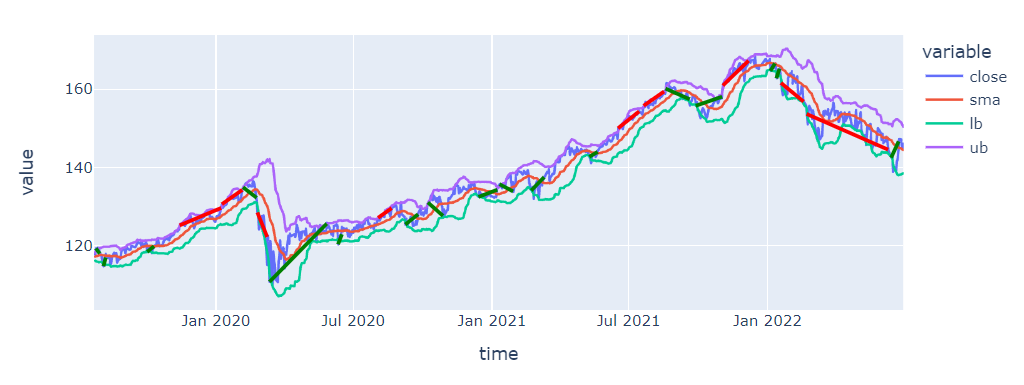 variable
close
sma
lb
ub
value
160
140
120
Jan 2020
Jul 2020
Jan 2021
Jul 2021
Jan 2022
time